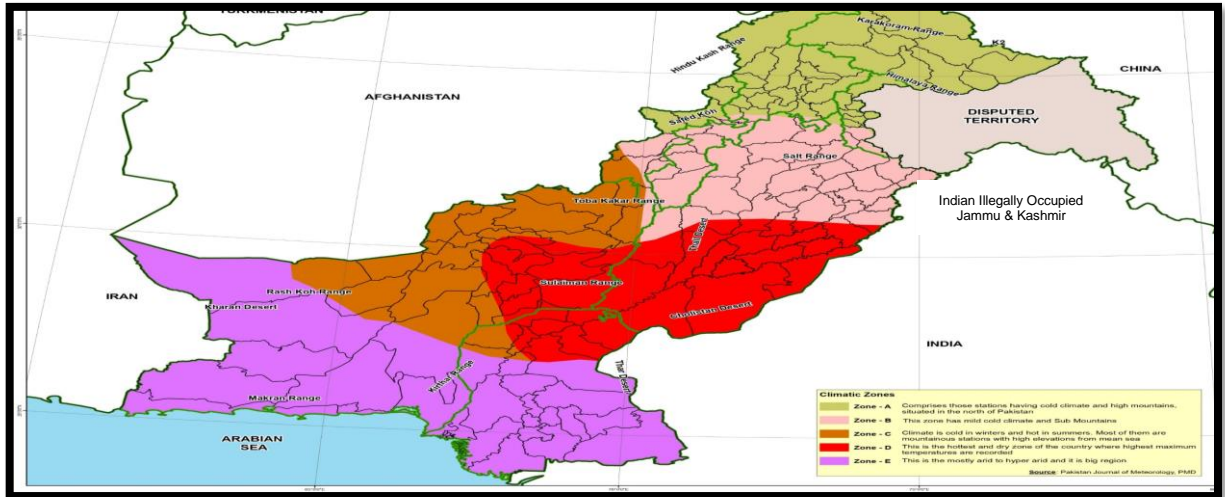 TURKMENISTAN
Karakoram Range
K2
Hindu Kash Range
CHINA
Himalaya Range
AFGHANISTAN
Safed Koh
DISPUTED
TERRITORY
Salt Range
Indian Illegally Occupied
Jammu & Kashmir
Toba Kakar Range
Thall Desert
Sulaiman Range
IRAN
Rash Koh Range
Kharan Desert
Cholistan Desert
INDIA
Kirthar Range
Thar Desert
Makran Range
ARABIAN
SEA
Climatic Zones
Zone - A Comprises those stations having cold climate and high mountains,
situated in the north of Pakistan
Zone - B This zone has mild cold climate and Sub Mountains
Zone - C Climate is cold in winters and hot in summers. Most of them are
mountainous stations with high elevations from mean sea
Zone - D This is the hottest and dry zone of the country where highest maximum
temperatures are recorded
Zone - E This is the mostly arid to hyper arid and it is big region
Source: Pakistan Journal of Meteorology, PMD